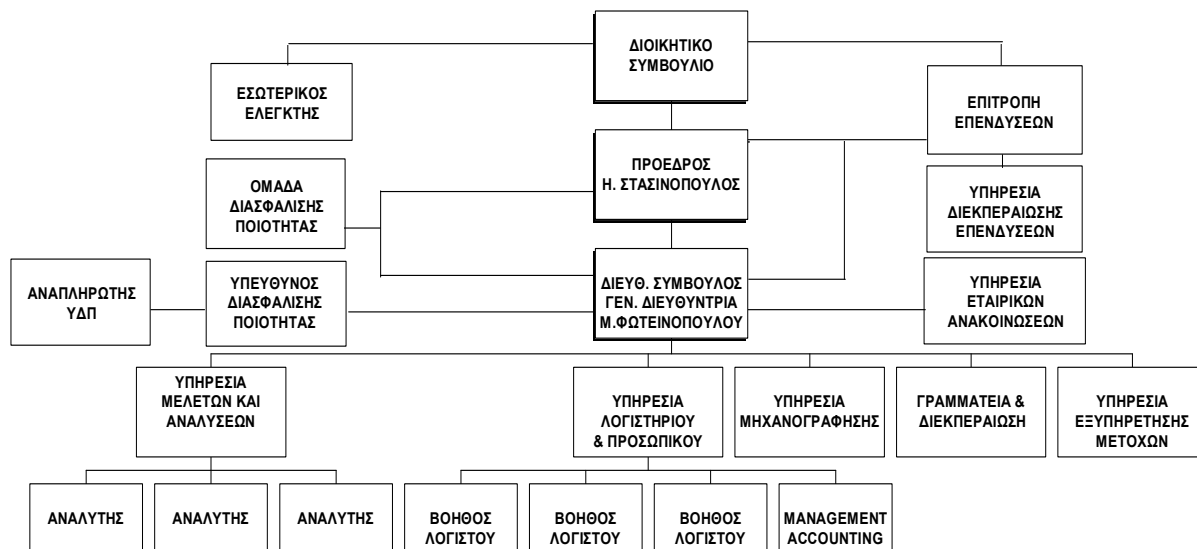 ΔΙΟΙΚΗΤΙΚΟ
ΣΥΜΒΟΥΛΙΟ
ΕΣΩΤΕΡΙΚΟΣ
ΕΛΕΓΚΤΗΣ
ΕΠΙΤΡΟΠΗ
ΕΠΕΝΔΥΣΕΩΝ
ΠΡΟΕΔΡΟΣ
Η. ΣΤΑΣΙΝΟΠΟΥΛΟΣ
ΟΜΑΔΑ
ΔΙΑΣΦΑΛΙΣΗΣ
ΠΟΙΟΤΗΤΑΣ
ΥΠΗΡΕΣΙΑ
ΔΙΕΚΠΕΡΑΙΩΣΗΣ
ΕΠΕΝΔΥΣΕΩΝ
ΑΝΑΠΛΗΡΩΤΗΣ
ΥΔΠ
ΥΠΕΥΘΥΝΟΣ
ΔΙΑΣΦΑΛΙΣΗΣ
ΠΟΙΟΤΗΤΑΣ
ΔΙΕΥΘ. ΣΥΜΒΟΥΛΟΣ
ΓΕΝ. ΔΙΕΥΘΥΝΤΡΙΑ
Μ.ΦΩΤΕΙΝΟΠΟΥΛΟΥ
ΥΠΗΡΕΣΙΑ
ΕΤΑΙΡΙΚΩΝ
ΑΝΑΚΟΙΝΩΣΕΩΝ
ΥΠΗΡΕΣΙΑ
ΜΕΛΕΤΩΝ ΚΑΙ
ΑΝΑΛΥΣΕΩΝ
ΥΠΗΡΕΣΙΑ
ΛΟΓΙΣΤΗΡΙΟΥ
& ΠΡΟΣΩΠΙΚΟΥ
ΥΠΗΡΕΣΙΑ
ΜΗΧΑΝΟΓΡΑΦΗΣΗΣ
ΓΡΑΜΜΑΤΕΙΑ &
ΔΙΕΚΠΕΡΑΙΩΣΗ
ΥΠΗΡΕΣΙΑ
ΕΞΥΠΗΡΕΤΗΣΗΣ
ΜΕΤΟΧΩΝ
ΑΝΑΛΥΤΗΣ
ΑΝΑΛΥΤΗΣ
ΑΝΑΛΥΤΗΣ
ΒΟΗΘΟΣ
ΛΟΓΙΣΤΟΥ
ΒΟΗΘΟΣ
ΛΟΓΙΣΤΟΥ
ΒΟΗΘΟΣ
ΛΟΓΙΣΤΟΥ
MANAGEMENT
ACCOUNTING